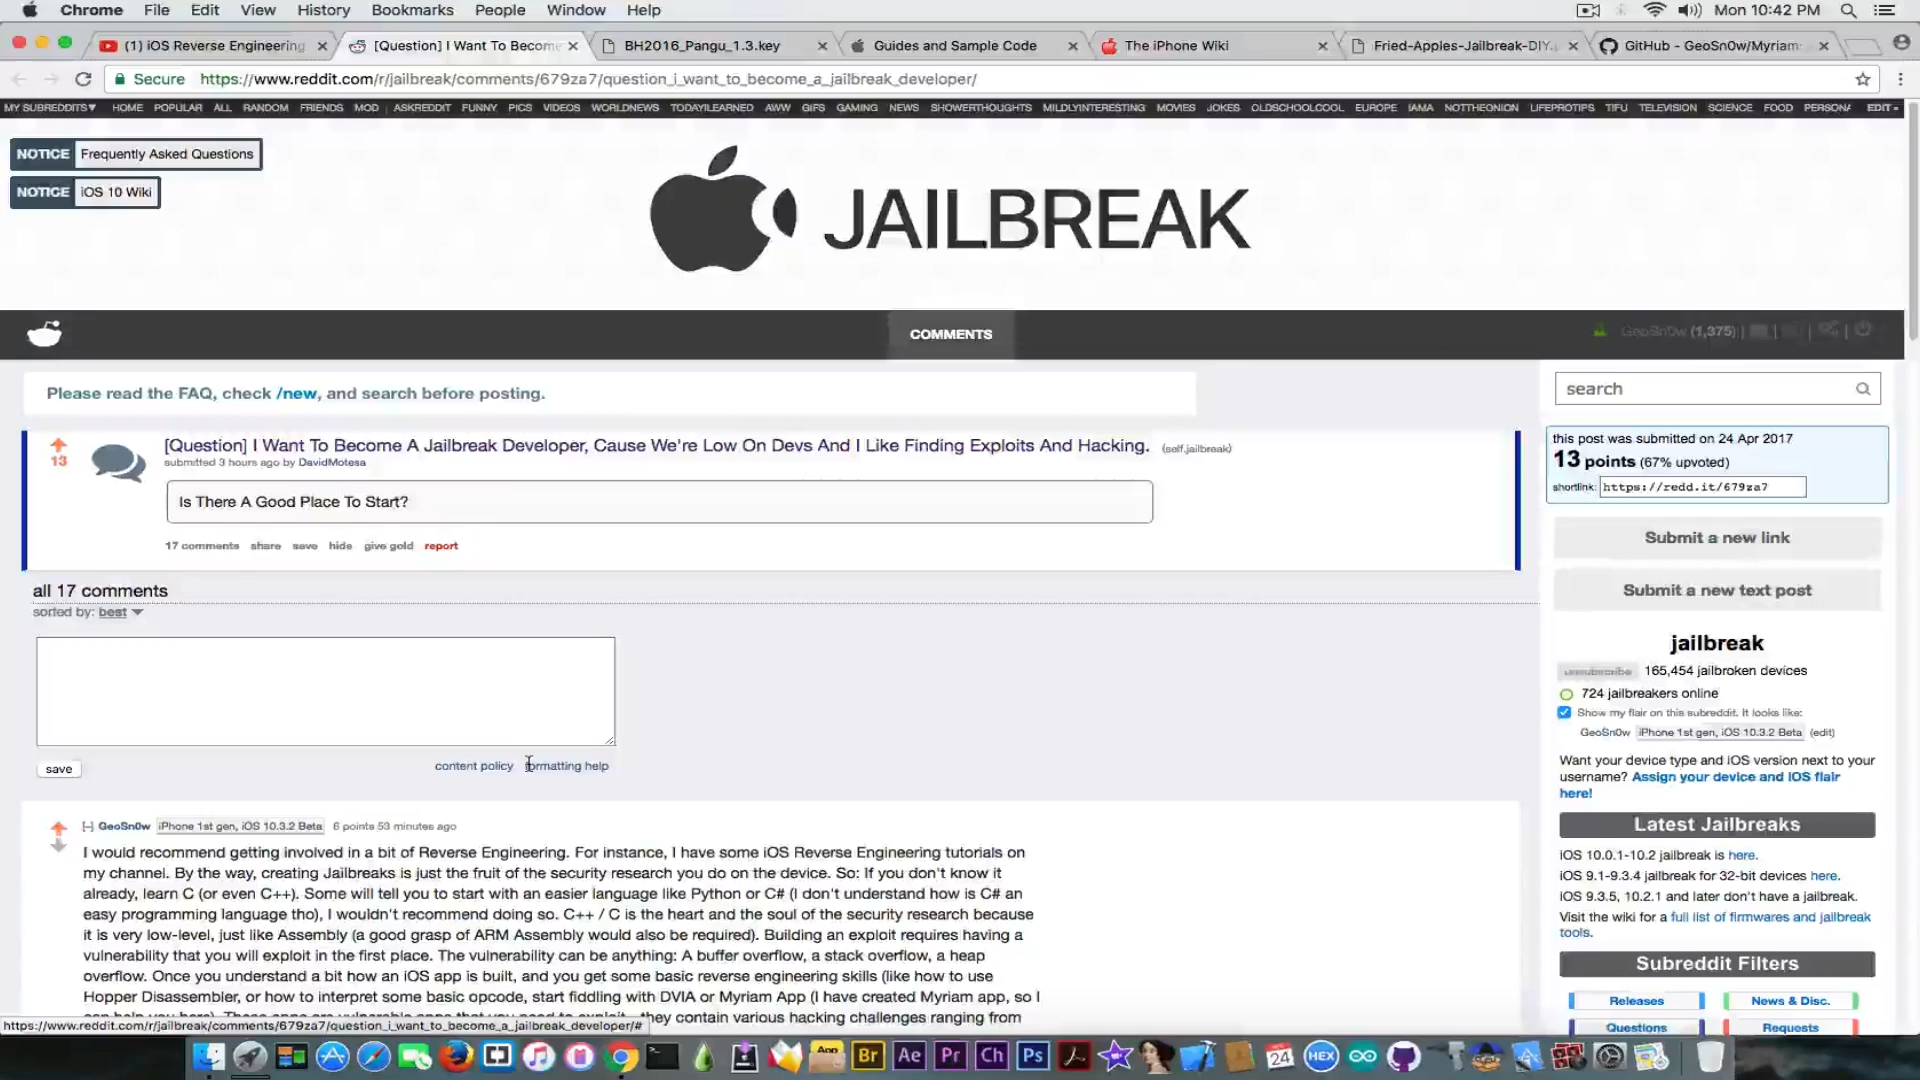 Chrome File Edit View History Bookmarks People Window Help Mon 10:42 PM
(1) iOS Reverse Engineering [Question] I Want To Become BH2016_Pangu_1.3.key Guides and Sample Code The iPhone Wiki Fried-Apples-Jailbreak-DIY. GitHub - GeoSn0w/Myriam:
Secure https://www.reddit.com/r/jailbreak/comments/679za7/question_i_want_to_become_a_jailbreak_developer/
MY SUBREDDITS▼ HOME POPULAR ALL RANDOM FRIENDS MOD | ASKREDDIT FUNNY PICS VIDEOS WORLDNEWS TODAYILEARNED AWW GIFS GAMING NEWS SHOWERTHOUGHTS MILDLYINTERESTING MOVIES JOKES OLDSCHOOLCOOL EUROPE IAMA NOTTHEONION LIFEPROTIPS TIFU TELEVISION SCIENCE FOOD PERSONA EDIT »
NOTICE Frequently Asked Questions
NOTICE iOS 10 Wiki
JAILBREAK
COMMENTS
GeoSn0w (1,375) | | | |
Please read the FAQ, check /new, and search before posting.
search
13
[Question] I Want To Become A Jailbreak Developer, Cause We're Low On Devs And I Like Finding Exploits And Hacking. (self.jailbreak)
submitted 3 hours ago by DavidMotesa
Is There A Good Place To Start?
17 comments share save hide give gold report
this post was submitted on 24 Apr 2017
13 points (67% upvoted)
shortlink: https://redd.it/679za7
Submit a new link
Submit a new text post
all 17 comments
sorted by: best
save
content policy formatting help
jailbreak
unsubscribe 165,454 jailbroken devices
724 jailbreakers online
Show my flair on this subreddit. It looks like:
GeoSn0w iPhone 1st gen, iOS 10.3.2 Beta (edit)
Want your device type and iOS version next to your
username? Assign your device and iOS flair
here!
Latest Jailbreaks
iOS 10.0.1-10.2 jailbreak is here.
iOS 9.1-9.3.4 jailbreak for 32-bit devices here.
iOS 9.3.5, 10.2.1 and later don't have a jailbreak.
Visit the wiki for a full list of firmwares and jailbreak
tools.
Subreddit Filters
Releases News & Disc.
Questions Requests
[-] GeoSn0w iPhone 1st gen, iOS 10.3.2 Beta 6 points 53 minutes ago
I would recommend getting involved in a bit of Reverse Engineering. For instance, I have some iOS Reverse Engineering tutorials on
my channel. By the way, creating Jailbreaks is just the fruit of the security research you do on the device. So: If you don't know it
already, learn C (or even C++). Some will tell you to start with an easier language like Python or C# (I don't understand how is C# an
easy programming language tho), I wouldn't recommend doing so. C++ / C is the heart and the soul of the security research because
it is very low-level, just like Assembly (a good grasp of ARM Assembly would also be required). Building an exploit requires having a
vulnerability that you will exploit in the first place. The vulnerability can be anything: A buffer overflow, a stack overflow, a heap
overflow. Once you understand a bit how an iOS app is built, and you get some basic reverse engineering skills (like how to use
Hopper Disassembler, or how to interpret some basic opcode, start fiddling with DVIA or Myriam App (I have created Myriam app, so I
they contain various hacking challenges ranging from
https://www.reddit.com/r/jailbreak/comments/679za7/question_i_want_to_become_a_jailbreak_developer/#
App Br Ae Pr Ch Ps 24 HEX